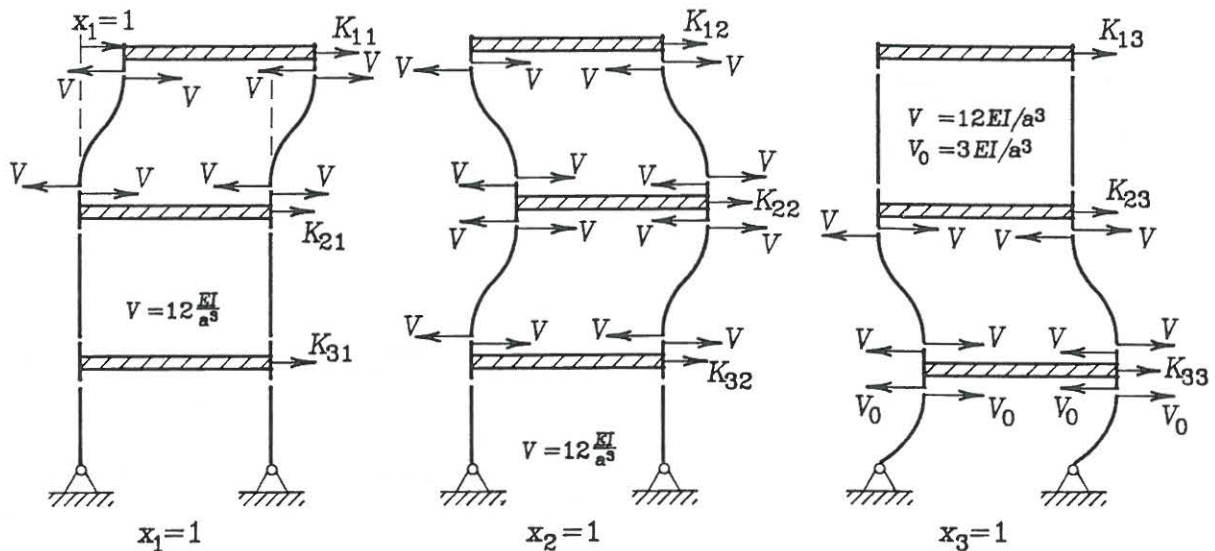 x₁=1
K₁₁
V
V
V
V
V
V
V
V
K₂₁
V=12 EI/a³
K₃₁
x₁=1
K₁₂
V
V
V
V
V
V
V
V
K₂₂
V
V
V
V
V
V
V
V
K₃₂
V=12 EI/a³
x₂=1
K₁₃
V =12EI/a³
V₀ =3EI/a³
K₂₃
V
V
V
V
V
V
V
V
K₃₃
V₀
V₀
V₀
V₀
x₃=1